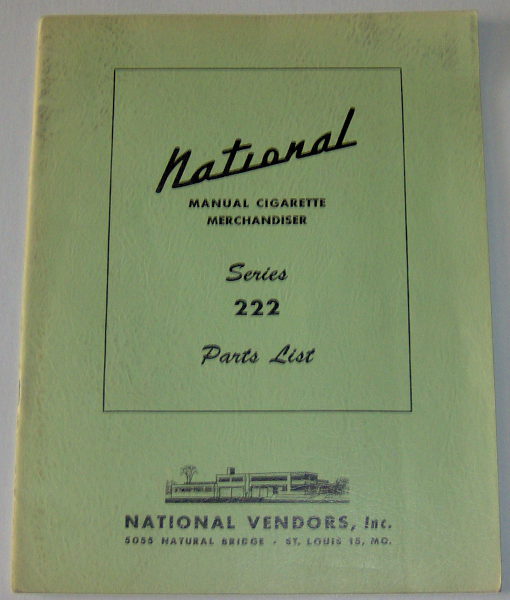 National
MANUAL CIGARETTE
MERCHANDISER
Series
222
Parts List
NATIONAL VENDORS, Inc.
5055 NATURAL BRIDGE - ST. LOUIS 15, MO.